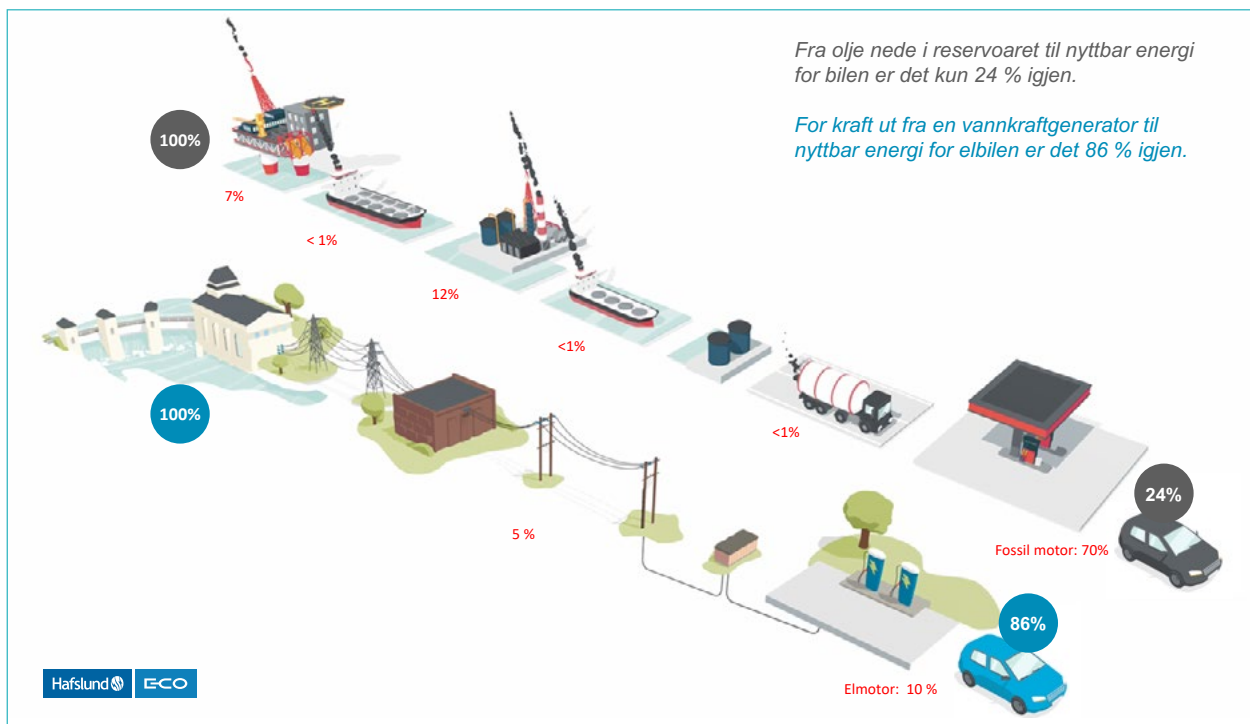 Fra olje nede i reservoaret til nyttbar energi
for bilen er det kun 24 % igjen.
For kraft ut fra en vannkraftgenerator til
nyttbar energi for elbilen er det 86 % igjen.
100%
7%
< 1%
12%
<1%
<1%
100%
24%
5 %
Fossil motor: 70%
86%
Elmotor: 10 %
Hafslund E-CO